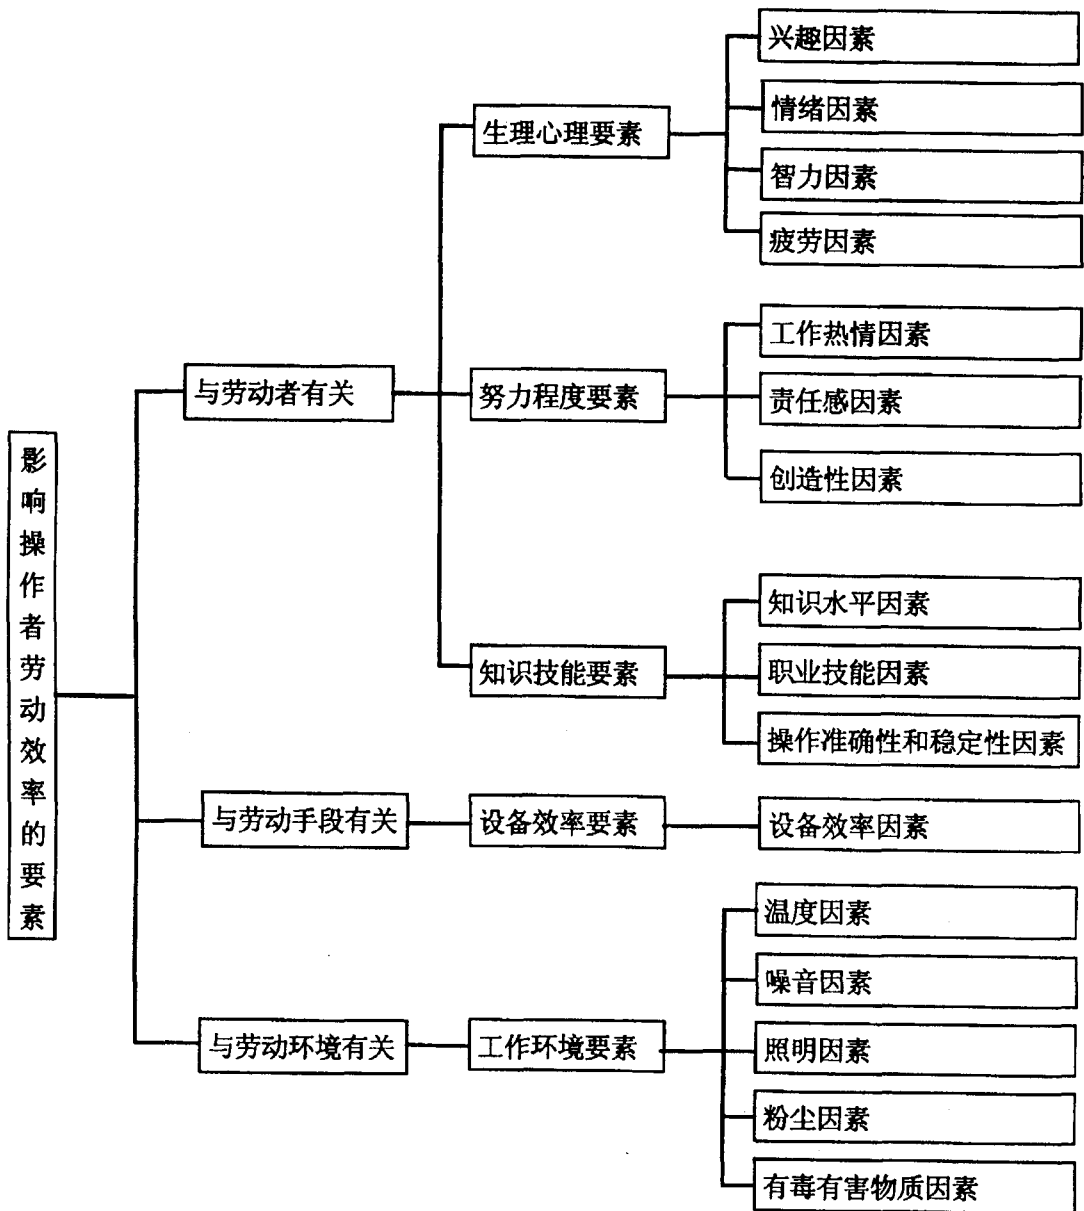 影响操作者劳动效率的要素
与劳动者有关
生理心理要素
兴趣因素
情绪因素
智力因素
疲劳因素
努力程度要素
工作热情因素
责任感因素
创造性因素
知识技能要素
知识水平因素
职业技能因素
操作准确性和稳定性因素
与劳动手段有关
设备效率要素
设备效率因素
与劳动环境有关
工作环境要素
温度因素
噪音因素
照明因素
粉尘因素
有毒有害物质因素